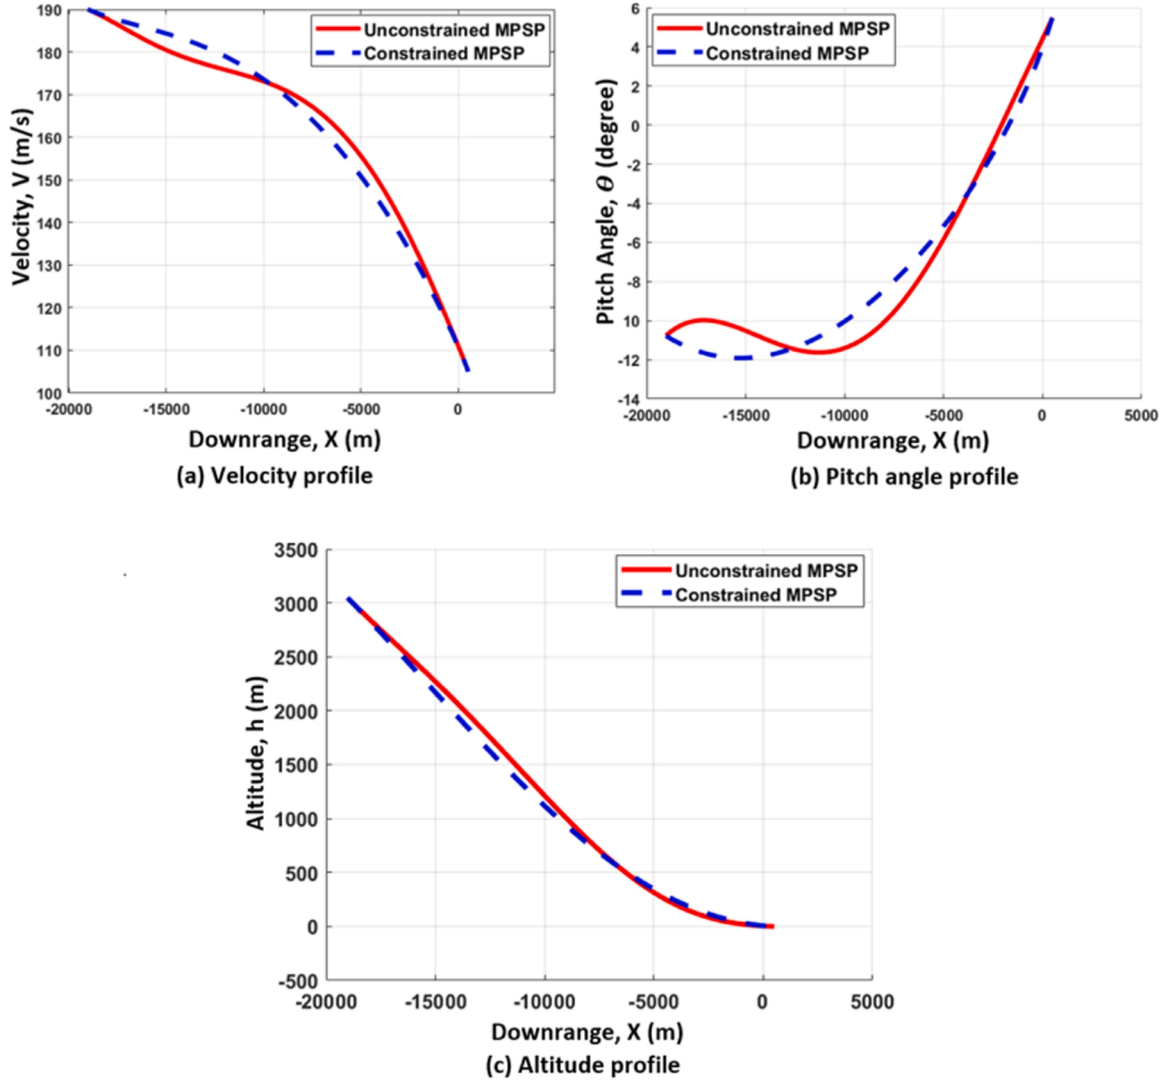 Unconstrained MPSP
Constrained MPSP
190
180
170
160
150
140
130
120
110
100
-20000 -15000 -10000 -5000 0
Velocity, V (m/s)
Downrange, X (m)
(a) Velocity profile
Unconstrained MPSP
Constrained MPSP
6
4
2
0
-2
-4
-6
-8
10
-12
-14
-20000 -15000 -10000 -5000 0 5000
Pitch Angle, Θ (degree)
Downrange, X (m)
(b) Pitch angle profile
Unconstrained MPSP
Constrained MPSP
3500
3000
2500
2000
1500
1000
500
0
-500
-20000 -15000 -10000 -5000 0 5000
Altitude, h (m)
Downrange, X (m)
(c) Altitude profile